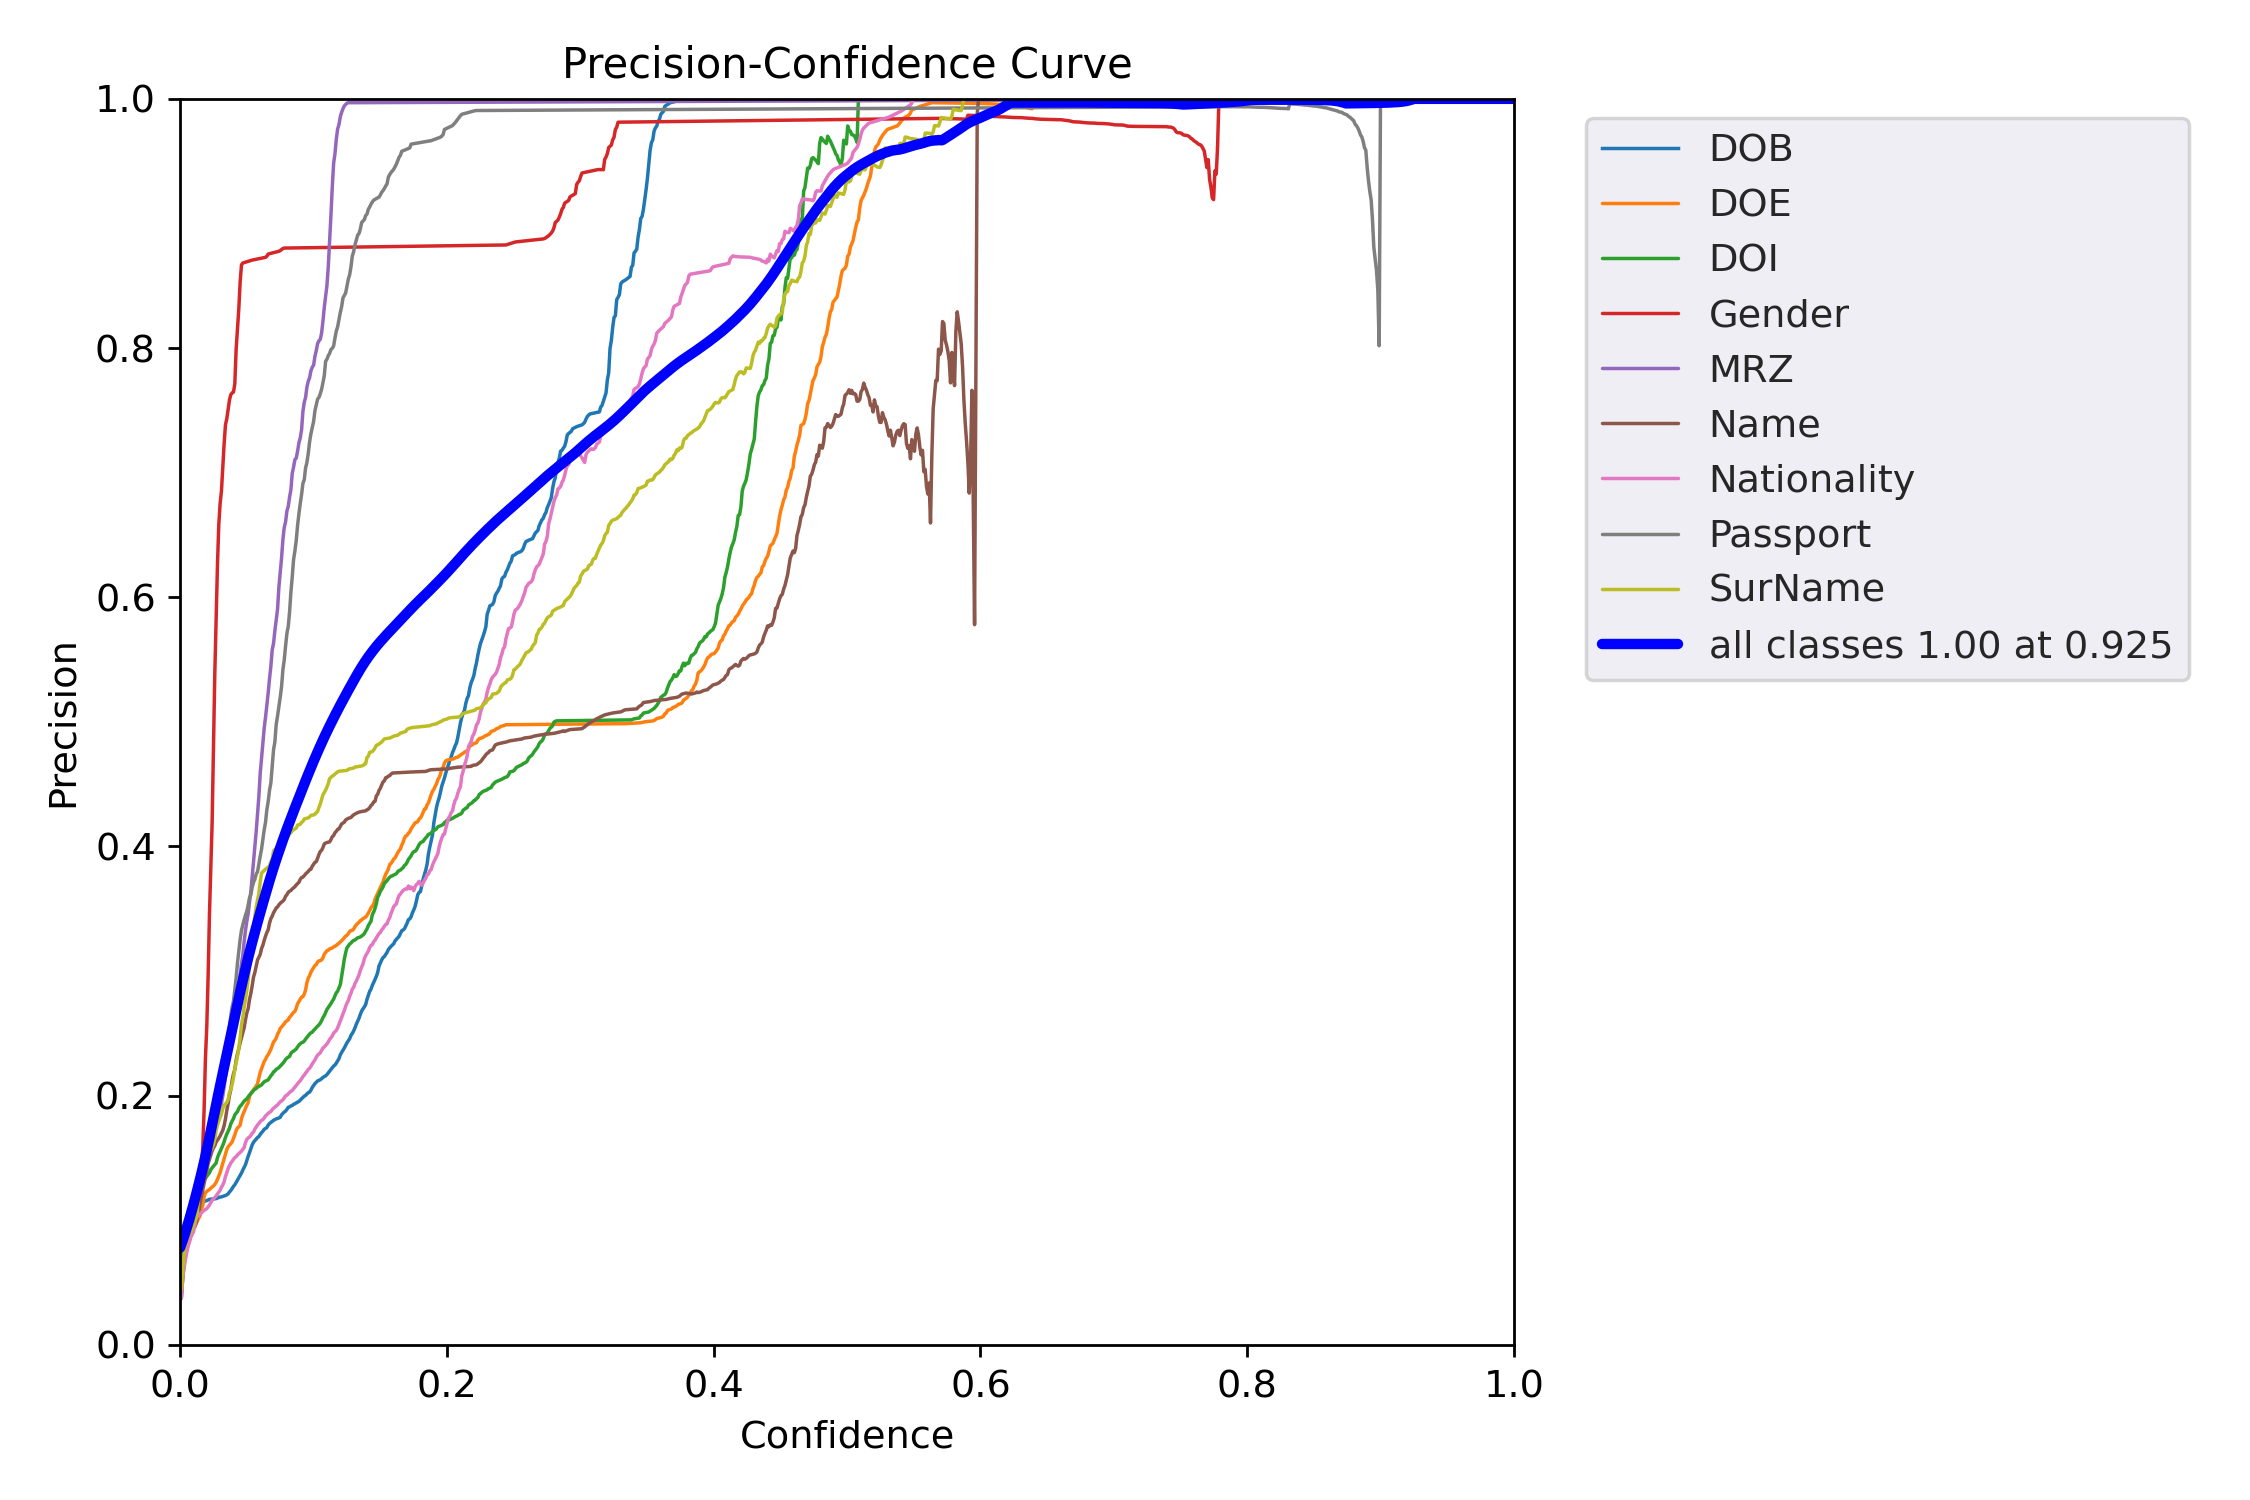 Precision-Confidence Curve
1.0
0.8
0.6
0.4
0.2
0.0
Precision
0.0 0.2 0.4 0.6 0.8 1.0
Confidence
DOB
DOE
DOI
Gender
MRZ
Name
Nationality
Passport
SurName
all classes 1.00 at 0.925